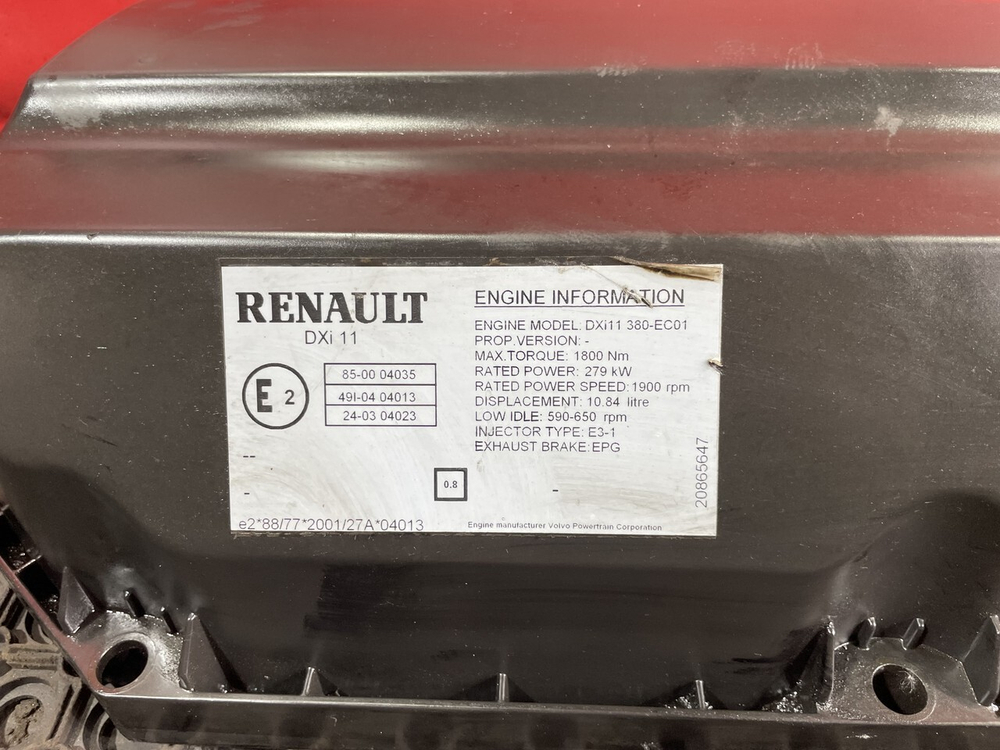 RENAULT
DXi 11
E 2
85-00 04035
49I-04 04013
24-03 04023
--
-
0.8
e2*88/77*2001/27A*04013
ENGINE INFORMATION
ENGINE MODEL: DXi11 380-EC01
PROP.VERSION: -
MAX.TORQUE: 1800 Nm
RATED POWER: 279 kW
RATED POWER SPEED: 1900 rpm
DISPLACEMENT: 10.84 litre
LOW IDLE: 590-650 rpm
INJECTOR TYPE: E3-1
EXHAUST BRAKE: EPG
-
Engine manufacturer Volvo Powertrain Corporation
20865647